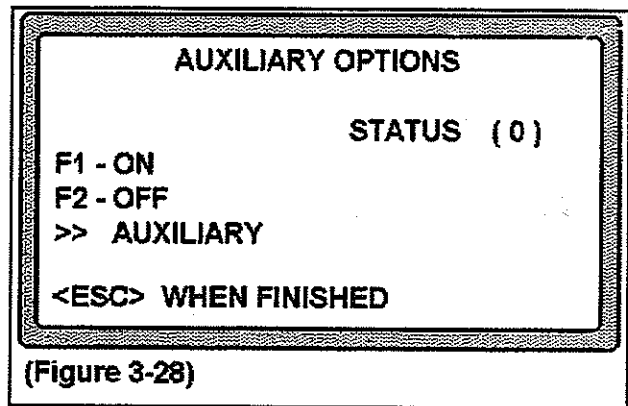 AUXILIARY OPTIONS
STATUS ( 0 )
F1 - ON
F2 - OFF
>> AUXILIARY
<ESC> WHEN FINISHED
(Figure 3-28)